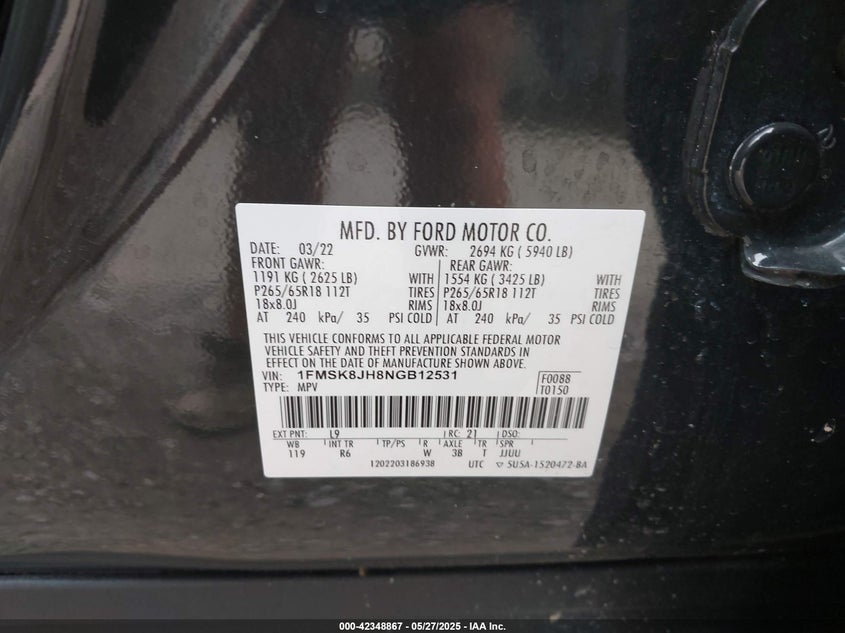 MFD. BY FORD MOTOR CO.
DATE: 03/22 GVWR: 2694 KG ( 5940 LB)
FRONT GAWR: REAR GAWR:
1191 KG ( 2625 LB) WITH 1554 KG ( 3425 LB) WITH
P265/65R18 112T TIRES P265/65R18 112T TIRES
18x8.0J RIMS 18x8.0J RIMS
AT 240 kPa/ 35 PSI COLD AT 240 kPa/ 35 PSI COLD
THIS VEHICLE CONFORMS TO ALL APPLICABLE FEDERAL MOTOR
VEHICLE SAFETY AND THEFT PREVENTION STANDARDS IN
EFFECT ON THE DATE OF MANUFACTURE SHOWN ABOVE.
VIN: 1FMSK8JH8NGB12531 F0088
TYPE: MPV T0150
EXT PNT: L9 RC: 21 DSO:
WB INT TR TP/PS R AXLE TR SPR
119 R6 W 3B T JJUU
1202203186938 UTC ▽ SU5A-1520472-BA
000-42348867 - 05/27/2025 - IAA Inc.